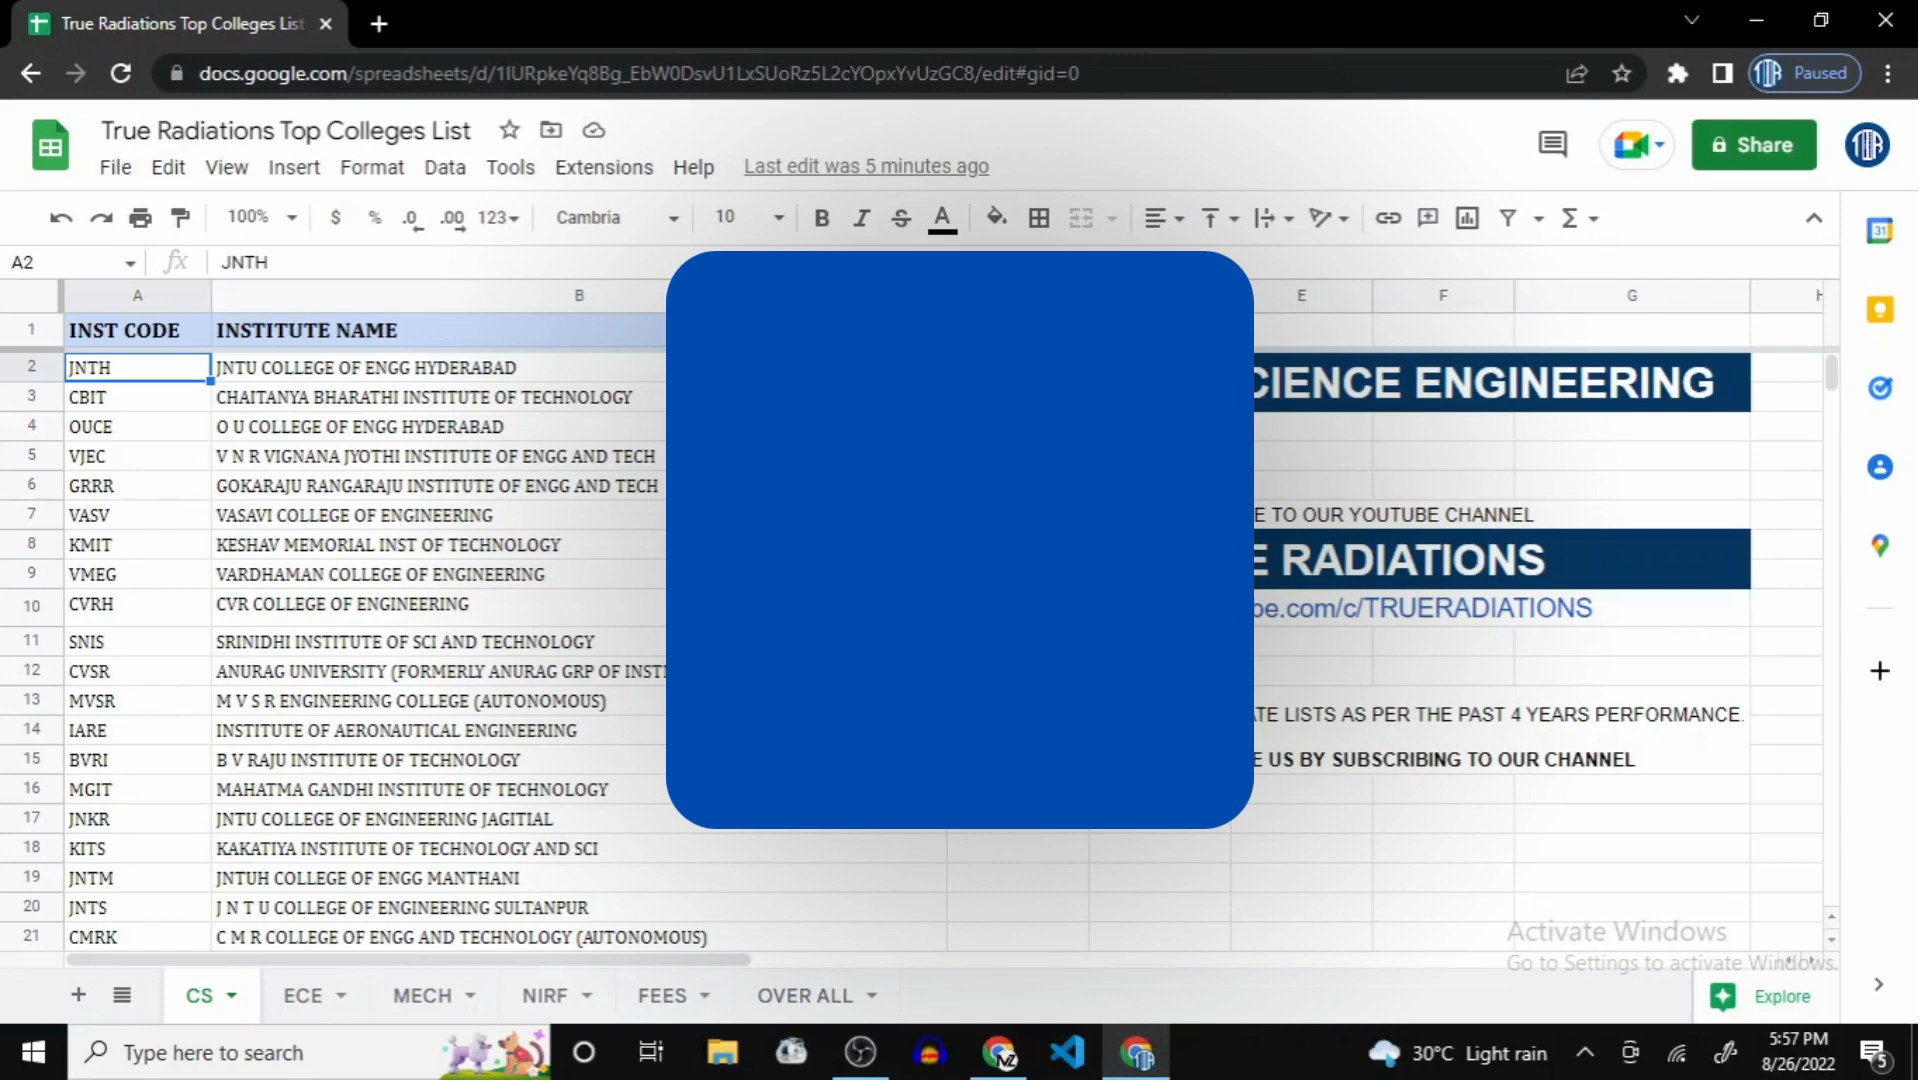 True Radiations Top Colleges List
docs.google.com/spreadsheets/d/1IURpkeYq8Bg_EbW0DsvU1LxSUoRz5L2cYOpxYvUzGC8/edit#gid=0
Paused
True Radiations Top Colleges List
Share
File Edit View Insert Format Data Tools Extensions Help Last edit was 5 minutes ago
100% $ % .0 .00 123 Cambria 10 B I S A
31
A2 fx JNTH
A B E F G H
1 INST CODE INSTITUTE NAME
2 JNTH JNTU COLLEGE OF ENGG HYDERABAD CIENCE ENGINEERING
3 CBIT CHAITANYA BHARATHI INSTITUTE OF TECHNOLOGY
4 OUCE O U COLLEGE OF ENGG HYDERABAD
5 VJEC V N R VIGNANA JYOTHI INSTITUTE OF ENGG AND TECH
6 GRRR GOKARAJU RANGARAJU INSTITUTE OF ENGG AND TECH
7 VASV VASAVI COLLEGE OF ENGINEERING E TO OUR YOUTUBE CHANNEL
8 KMIT KESHAV MEMORIAL INST OF TECHNOLOGY E RADIATIONS
9 VMEG VARDHAMAN COLLEGE OF ENGINEERING
10 CVRH CVR COLLEGE OF ENGINEERING be.com/c/TRUERADIATIONS
11 SNIS SRINIDHI INSTITUTE OF SCI AND TECHNOLOGY
12 CVSR ANURAG UNIVERSITY (FORMERLY ANURAG GRP OF INSTI
13 MVSR M V S R ENGINEERING COLLEGE (AUTONOMOUS) TE LISTS AS PER THE PAST 4 YEARS PERFORMANCE.
14 IARE INSTITUTE OF AERONAUTICAL ENGINEERING
15 BVRI B V RAJU INSTITUTE OF TECHNOLOGY E US BY SUBSCRIBING TO OUR CHANNEL
16 MGIT MAHATMA GANDHI INSTITUTE OF TECHNOLOGY
17 JNKR JNTU COLLEGE OF ENGINEERING JAGITIAL
18 KITS KAKATIYA INSTITUTE OF TECHNOLOGY AND SCI
19 JNTM JNTUH COLLEGE OF ENGG MANTHANI
20 JNTS J N T U COLLEGE OF ENGINEERING SULTANPUR
21 CMRK C M R COLLEGE OF ENGG AND TECHNOLOGY (AUTONOMOUS)
Activate Windows
Go to Settings to activate Windows.
CS ECE MECH NIRF FEES OVER ALL Explore
Type here to search 30°C Light rain 5:57 PM
8/26/2022 5